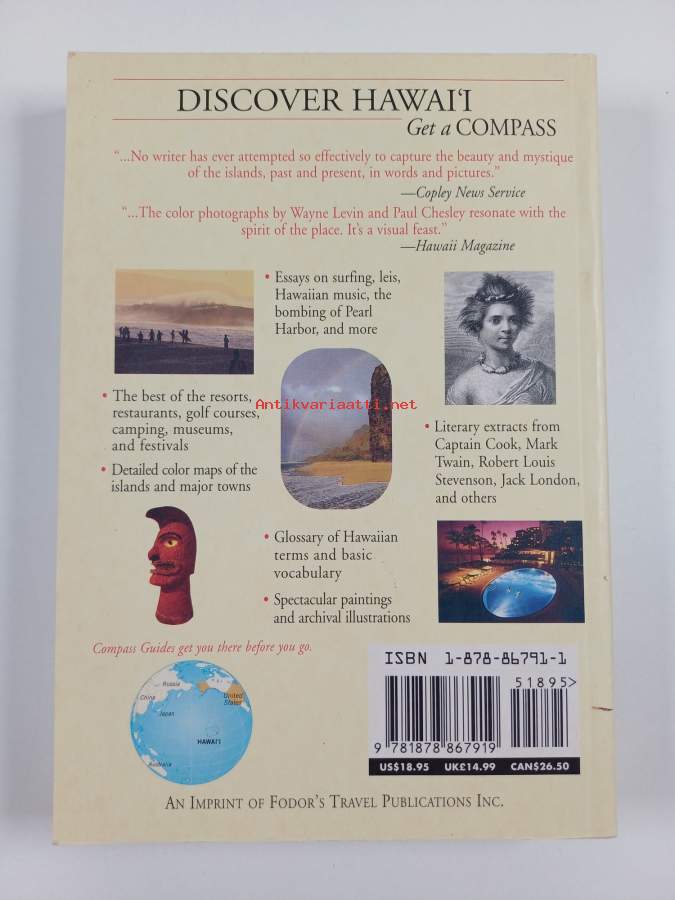 DISCOVER HAWAI'I
Get a COMPASS
“...No writer has ever attempted so effectively to capture the beauty and mystique
of the islands, past and present, in words and pictures.”
—Copley News Service
“...The color photographs by Wayne Levin and Paul Chesley resonate with the
spirit of the place. It's a visual feast.”
—Hawaii Magazine
• Essays on surfing, leis,
Hawaiian music, the
bombing of Pearl
Harbor, and more
• The best of the resorts,
restaurants, golf courses,
camping, museums,
and festivals
• Detailed color maps of the
islands and major towns
Antikvariaatti.net
• Literary extracts from
Captain Cook, Mark
Twain, Robert Louis
Stevenson, Jack London,
and others
• Glossary of Hawaiian
terms and basic
vocabulary
• Spectacular paintings
and archival illustrations
Compass Guides get you there before you go.
Russia
China
Japan
United
States
HAWAI'I
Australia
ISBN 1-878-86791-1
51895>
9 781878 867919
US$18.95 UK£14.99 CAN$26.50
AN IMPRINT OF FODOR'S TRAVEL PUBLICATIONS INC.